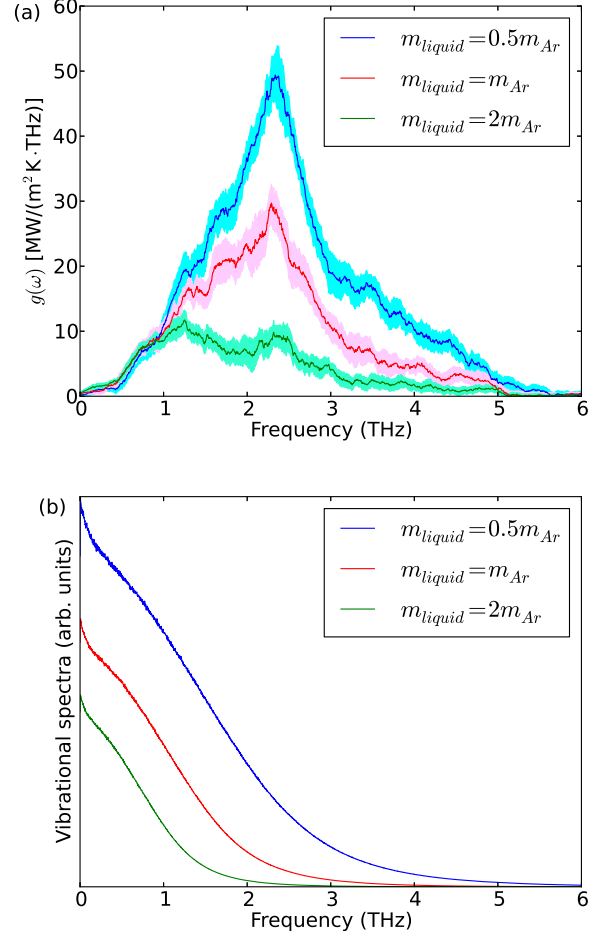 (a)
60
50
40
30
20
10
0
g(ω) [MW/(m² K·THz)]
m_liquid = 0.5m_Ar
m_liquid = m_Ar
m_liquid = 2m_Ar
0 1 2 3 4 5 6
Frequency (THz)
(b)
Vibrational spectra (arb. units)
m_liquid = 0.5m_Ar
m_liquid = m_Ar
m_liquid = 2m_Ar
0 1 2 3 4 5 6
Frequency (THz)